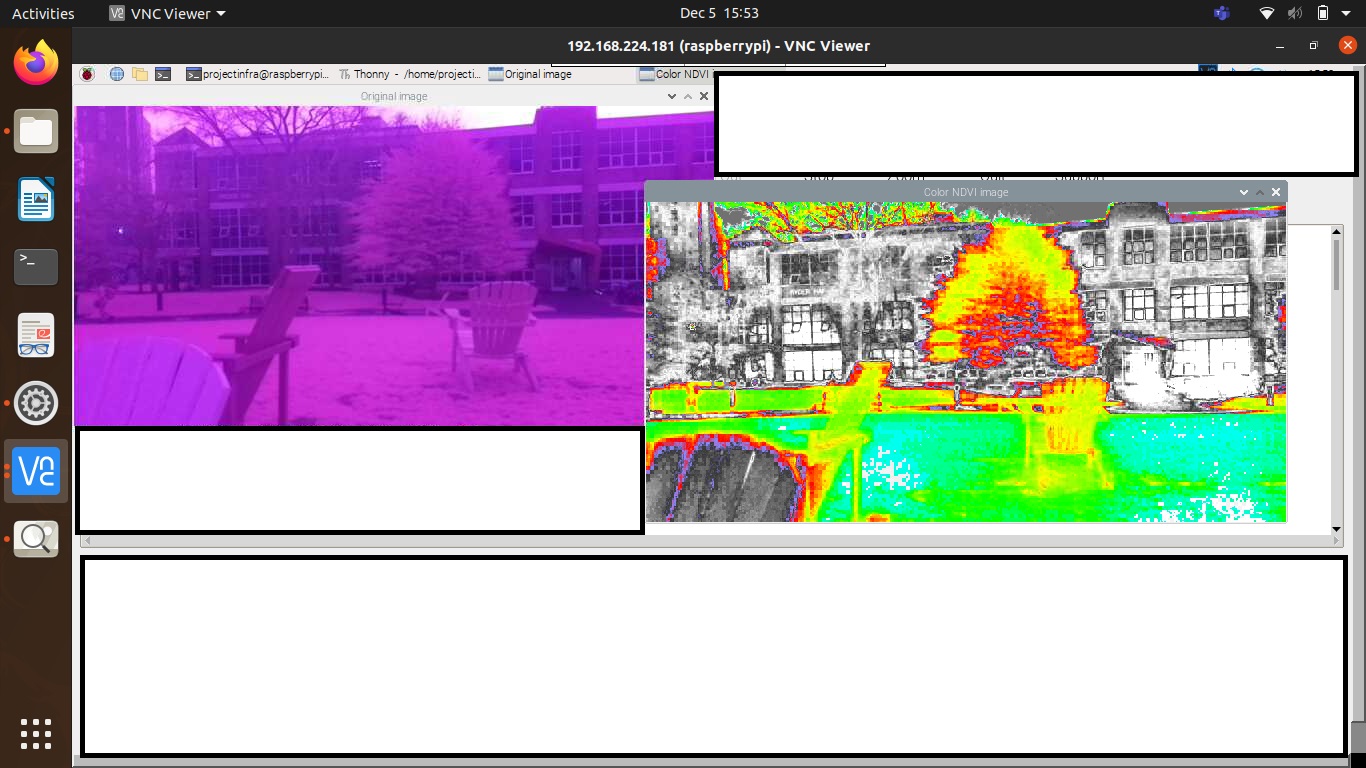 Activities VNC Viewer Dec 5 15:53
192.168.224.181 (raspberrypi) - VNC Viewer
projectinfra@raspberrypi... Thonny - /home/projecti... Original image Color NDVI i
Original image
Color NDVI image